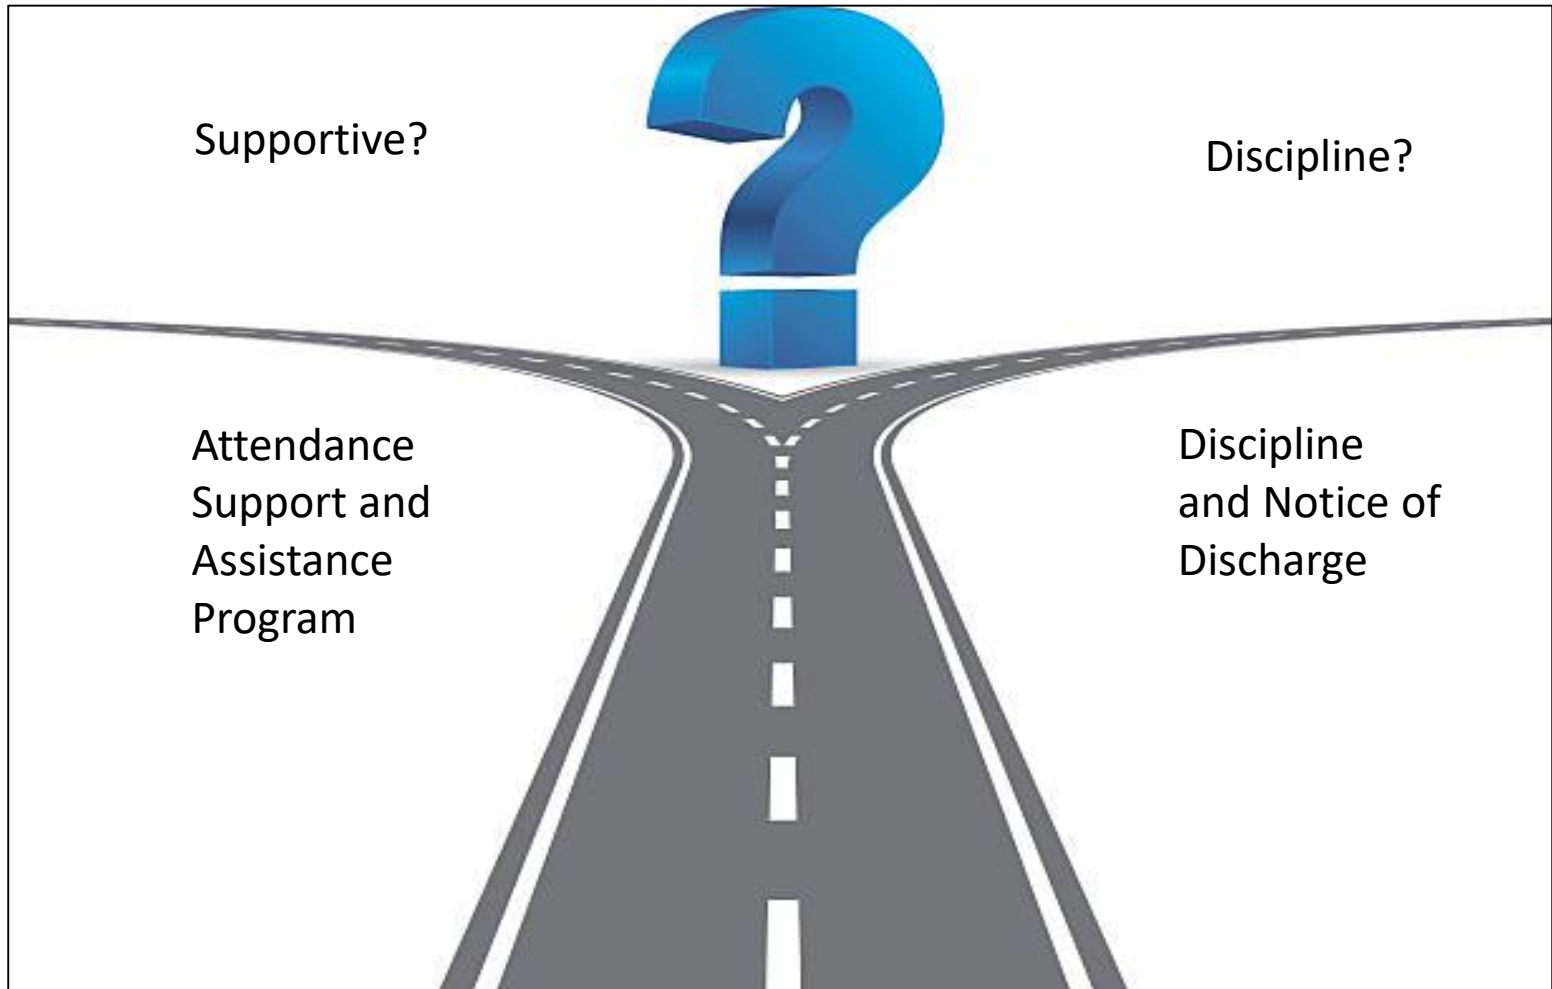 Supportive?
Discipline?
Attendance
Support and
Assistance
Program
Discipline
and Notice of
Discharge